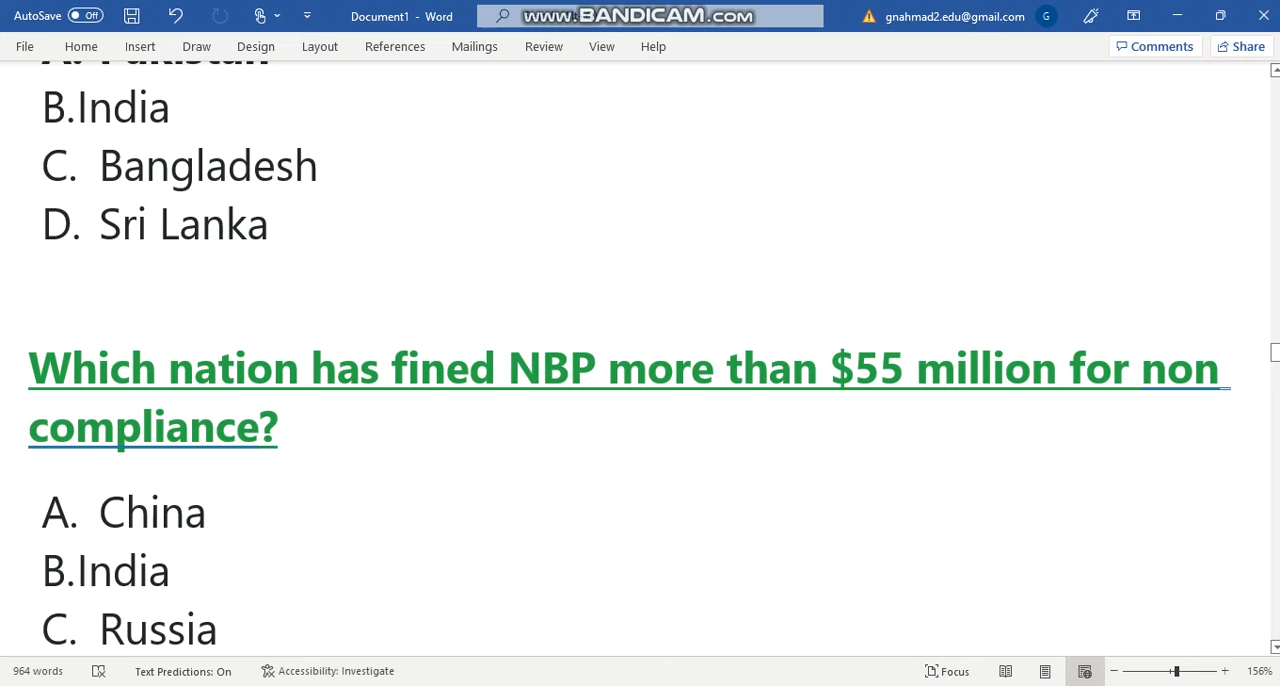 AutoSave Off Document1 - Word www.BANDICAM.com gnahmad2.edu@gmail.com G
File Home Insert Draw Design Layout References Mailings Review View Help Comments Share
A. Pakistan
B.India
C. Bangladesh
D. Sri Lanka
Which nation has fined NBP more than $55 million for non
compliance?
A. China
B.India
C. Russia
964 words Text Predictions: On Accessibility: Investigate Focus 156%